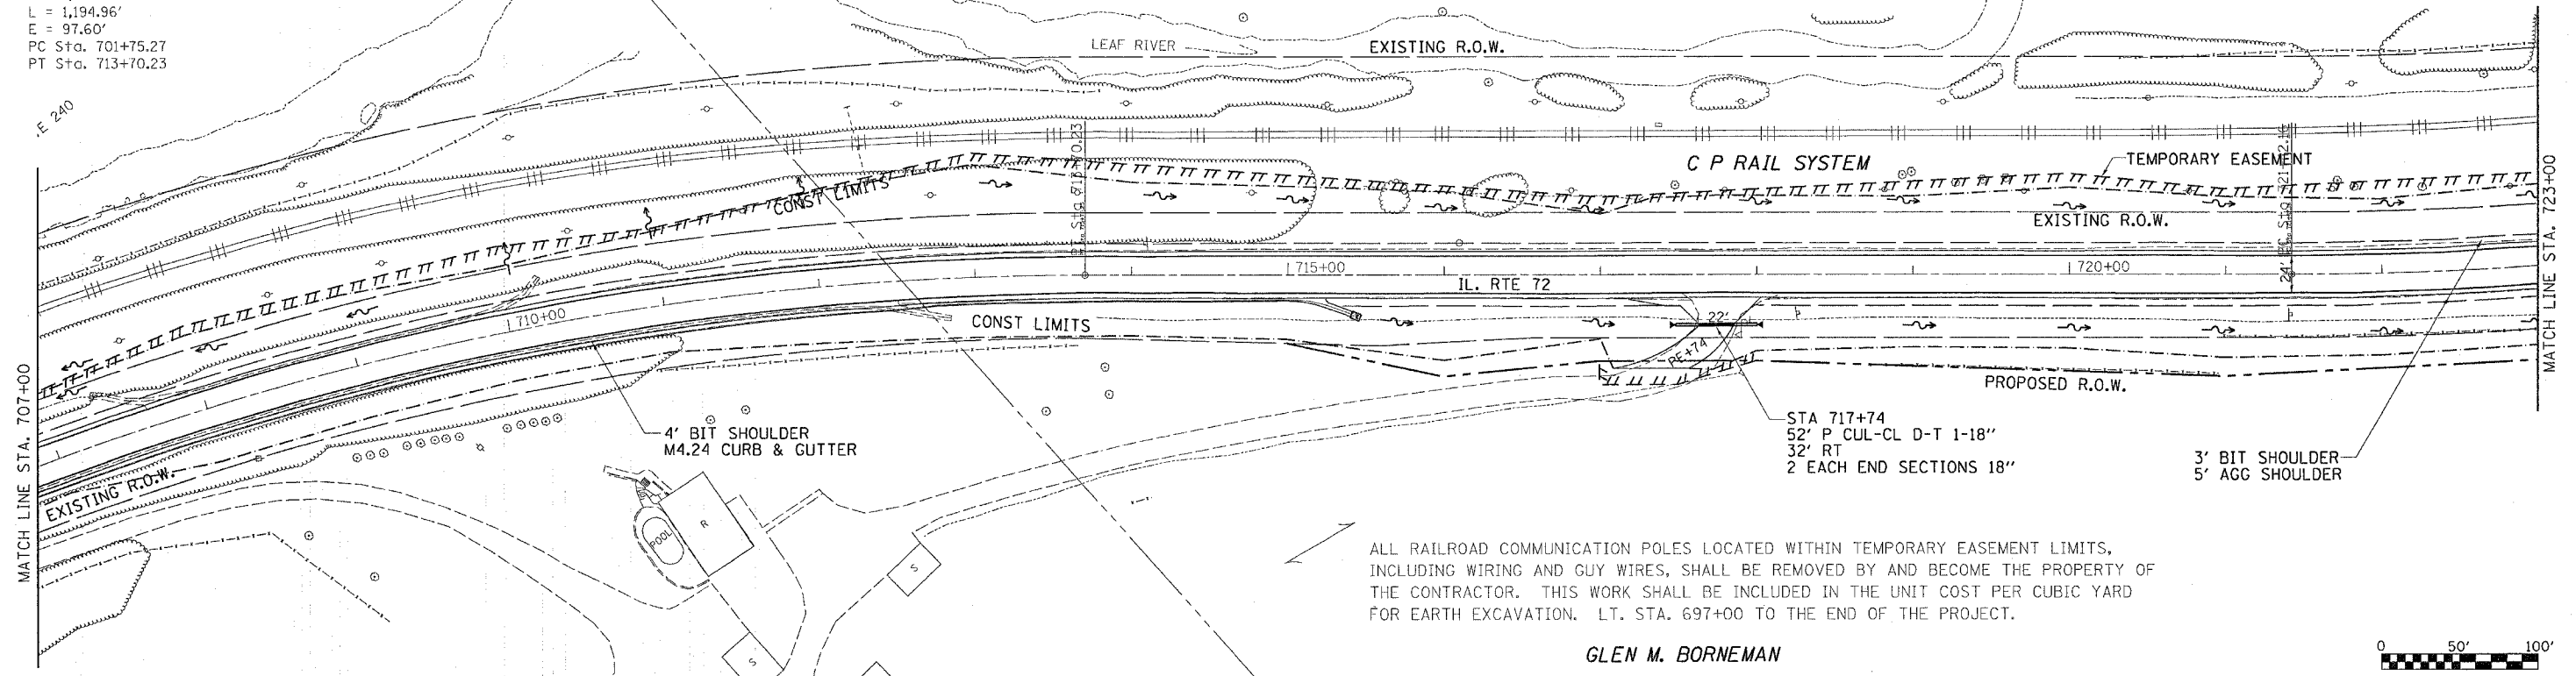 L = 1,194.96'
E = 97.60'
PC Sta. 701+75.27
PT Sta. 713+70.23
E 240
LEAF RIVER
EXISTING R.O.W.
C P RAIL SYSTEM
TEMPORARY EASEMENT
CONST LIMITS
EXISTING R.O.W.
MATCH LINE STA. 723+00
715+00
720+00
IL. RTE 72
710+00
CONST LIMITS
22'
PE+74
PROPOSED R.O.W.
MATCH LINE STA. 707+00
EXISTING R.O.W.
4' BIT SHOULDER
M4.24 CURB & GUTTER
STA 717+74
52' P CUL-CL D-T 1-18"
32' RT
2 EACH END SECTIONS 18"
3' BIT SHOULDER
5' AGG SHOULDER
POOL
R
S
S
ALL RAILROAD COMMUNICATION POLES LOCATED WITHIN TEMPORARY EASEMENT LIMITS,
INCLUDING WIRING AND GUY WIRES, SHALL BE REMOVED BY AND BECOME THE PROPERTY OF
THE CONTRACTOR. THIS WORK SHALL BE INCLUDED IN THE UNIT COST PER CUBIC YARD
FOR EARTH EXCAVATION. LT. STA. 697+00 TO THE END OF THE PROJECT.
GLEN M. BORNEMAN
0 50' 100'